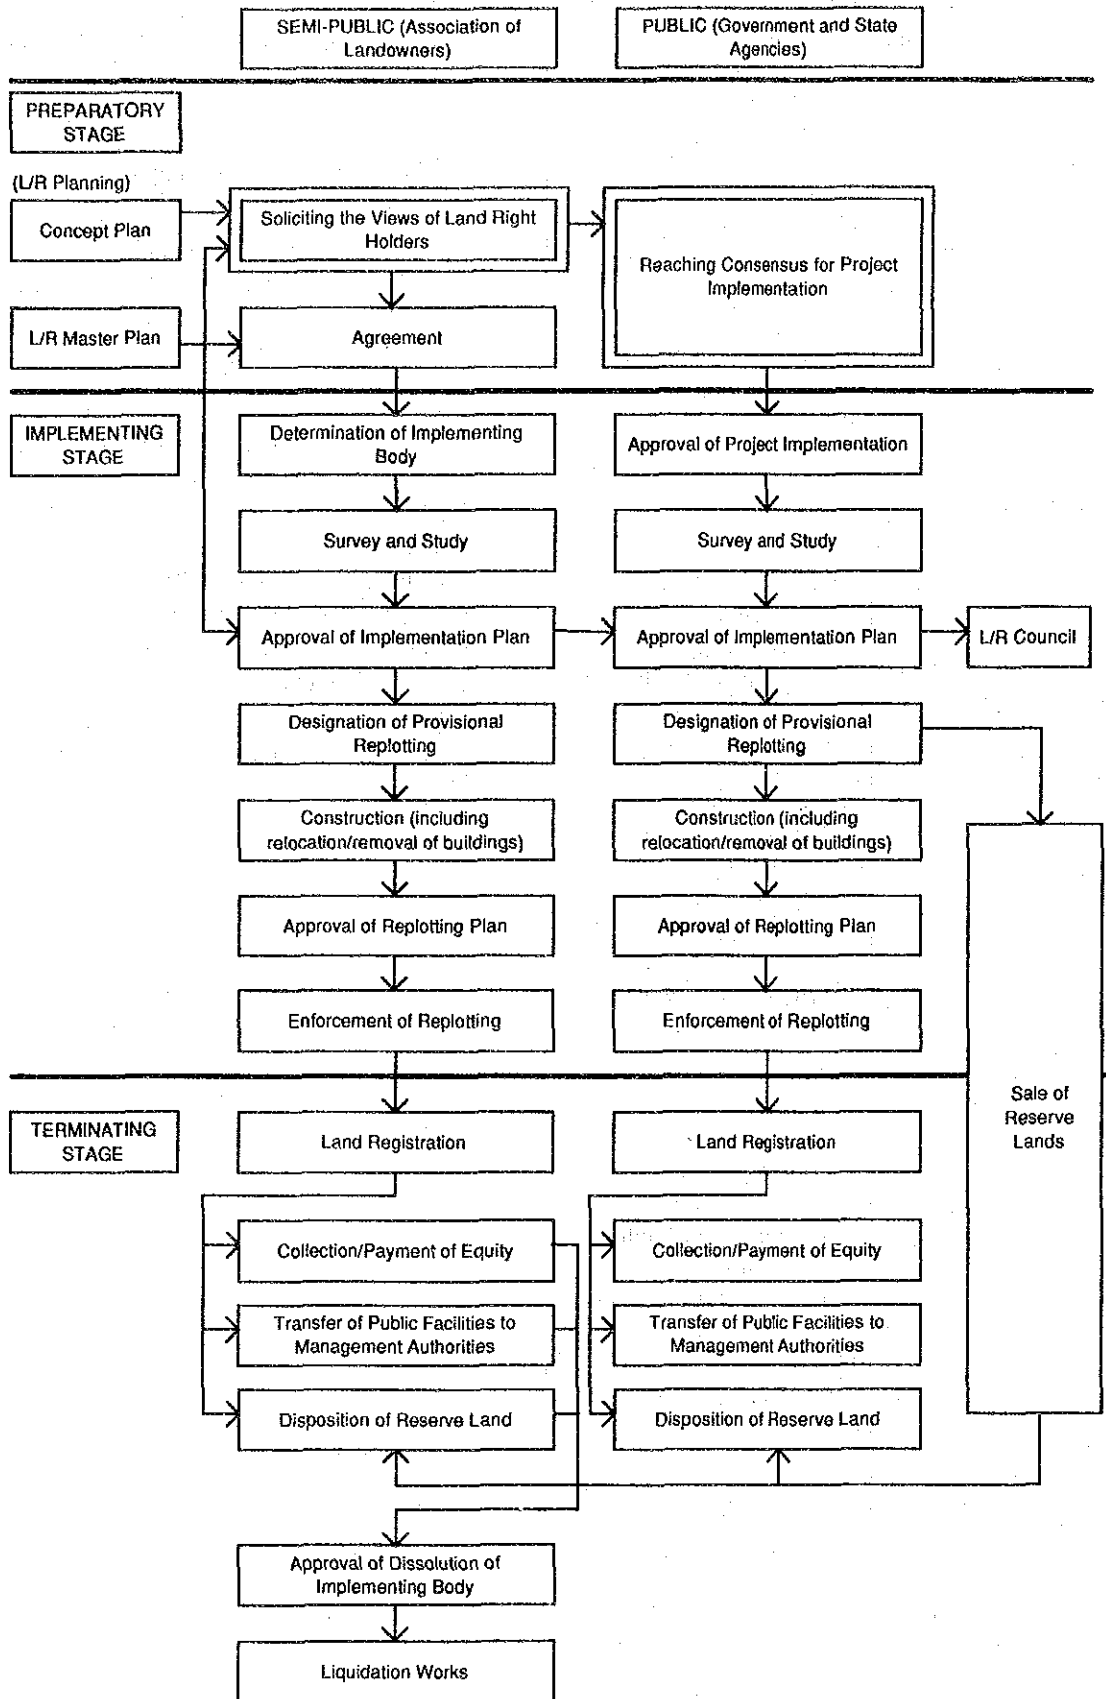 SEMI-PUBLIC (Association of
Landowners)
PUBLIC (Government and State
Agencies)
PREPARATORY
STAGE
(L/R Planning)
Concept Plan
Soliciting the Views of Land Right
Holders
Reaching Consensus for Project
Implementation
L/R Master Plan
Agreement
IMPLEMENTING
STAGE
Determination of Implementing
Body
Approval of Project Implementation
Survey and Study
Survey and Study
Approval of Implementation Plan
Approval of Implementation Plan
L/R Council
Designation of Provisional
Replotting
Designation of Provisional
Replotting
Construction (including
relocation/removal of buildings)
Construction (including
relocation/removal of buildings)
Approval of Replotting Plan
Approval of Replotting Plan
Enforcement of Replotting
Enforcement of Replotting
Sale of
Reserve
Lands
TERMINATING
STAGE
Land Registration
Land Registration
Collection/Payment of Equity
Collection/Payment of Equity
Transfer of Public Facilities to
Management Authorities
Transfer of Public Facilities to
Management Authorities
Disposition of Reserve Land
Disposition of Reserve Land
Approval of Dissolution of
Implementing Body
Liquidation Works